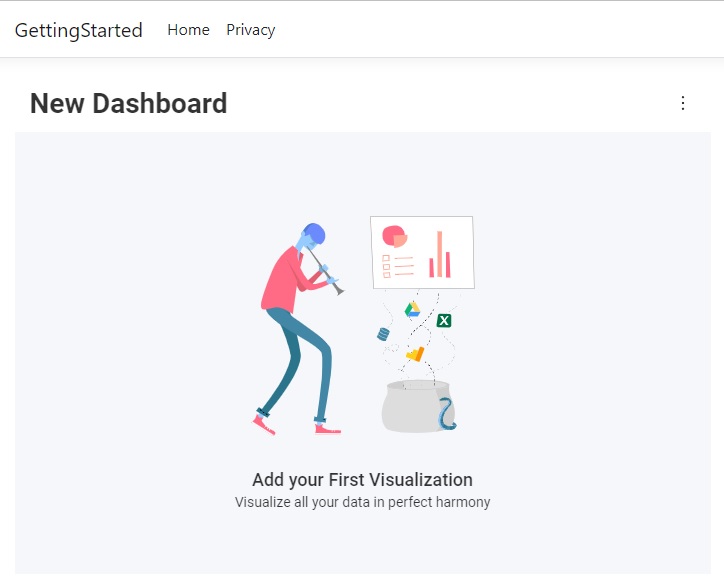 GettingStarted Home Privacy
New Dashboard
X
Add your First Visualization
Visualize all your data in perfect harmony